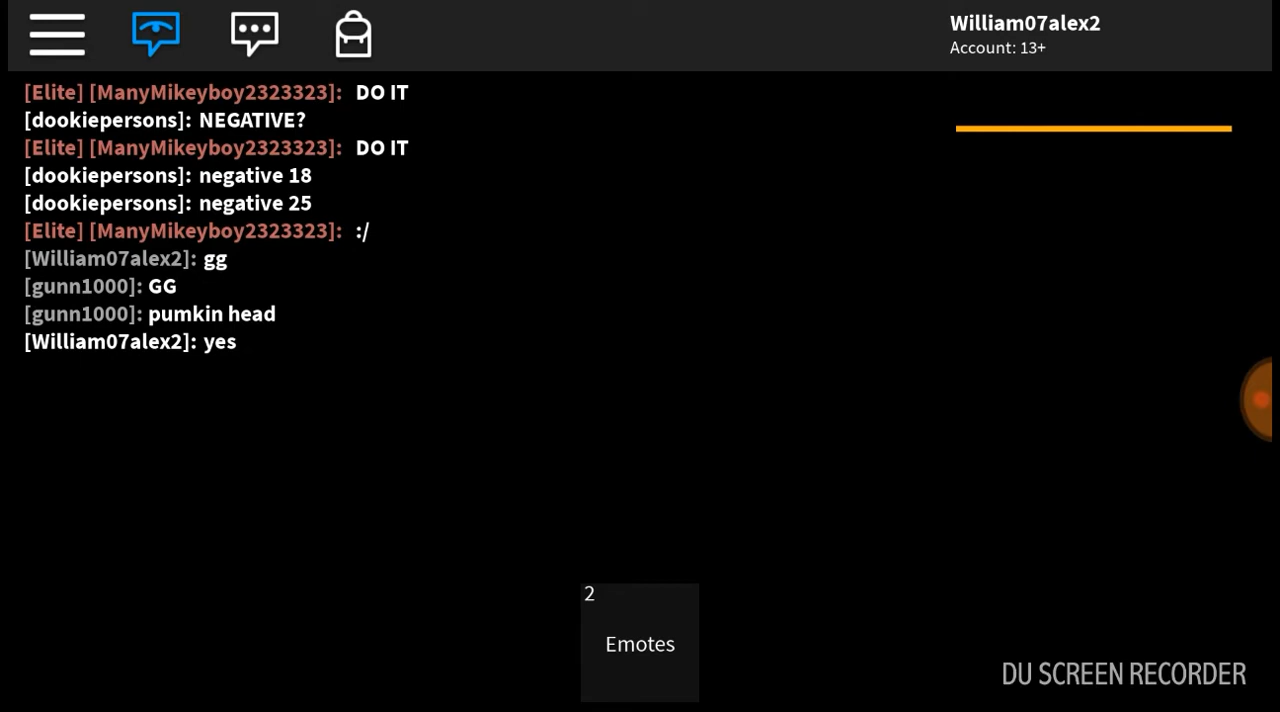 William07alex2
Account: 13+
[Elite] [ManyMikeyboy2323323]: DO IT
[dookiepersons]: NEGATIVE?
[Elite] [ManyMikeyboy2323323]: DO IT
[dookiepersons]: negative 18
[dookiepersons]: negative 25
[Elite] [ManyMikeyboy2323323]: :/
[William07alex2]: gg
[gunn1000]: GG
[gunn1000]: pumkin head
[William07alex2]: yes
2
Emotes
DU SCREEN RECORDER